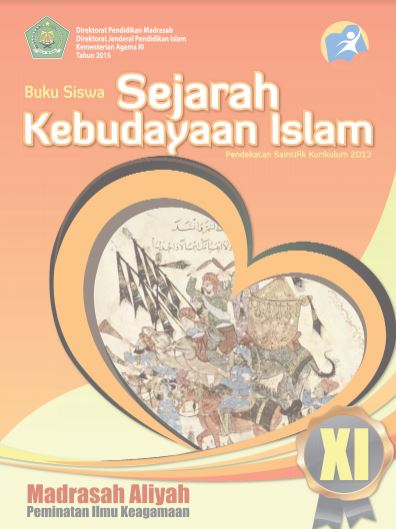 Direktorat Pendidikan Madrasah
Direktorat Jenderal Pendidikan Islam
Kementerian Agama RI
Tahun 2015
Buku Siswa Sejarah
Kebudayaan Islam
Pendekatan Saintifik Kurikulum 2013
XI
Madrasah Aliyah
Peminatan Ilmu Keagamaan